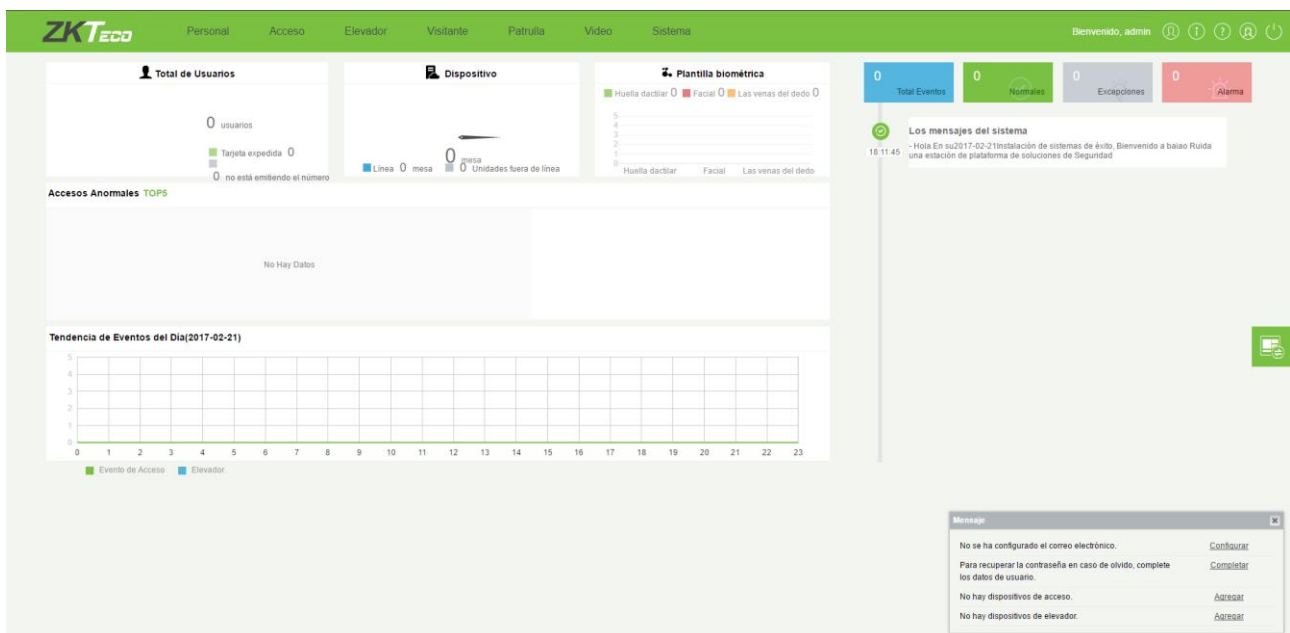 ZKTeco
Personal Acceso Elevador Visitante Patrulla Video Sistema
Bienvenido, admin
Total de Usuarios
0 usuarios
Tarjeta expedida 0
0 no está emitiendo el número
Dispositivo
0 mesa
Línea 0 mesa 0 Unidades fuera de línea
Plantilla biométrica
Huella dactilar 0 Facial 0 Las venas del dedo 0
5
4
3
2
1
0
Huella dactilar Facial Las venas del dedo
0 Total Eventos
0 Normales
0 Excepciones
0 Alarma
Los mensajes del sistema
18:11:45
- Hola En su2017-02-21Instalación de sistemas de éxito, Bienvenido a balao Ruida
una estación de plataforma de soluciones de Seguridad
Accesos Anormales TOP5
No Hay Datos
Tendencia de Eventos del Día(2017-02-21)
5
4
3
2
1
0
0 1 2 3 4 5 6 7 8 9 10 11 12 13 14 15 16 17 18 19 20 21 22 23
Evento de Acceso Elevador
Mensaje
No se ha configurado el correo electrónico. Configurar
Para recuperar la contraseña en caso de olvido, complete
los datos de usuario. Completar
No hay dispositivos de acceso. Agregar
No hay dispositivos de elevador. Agregar